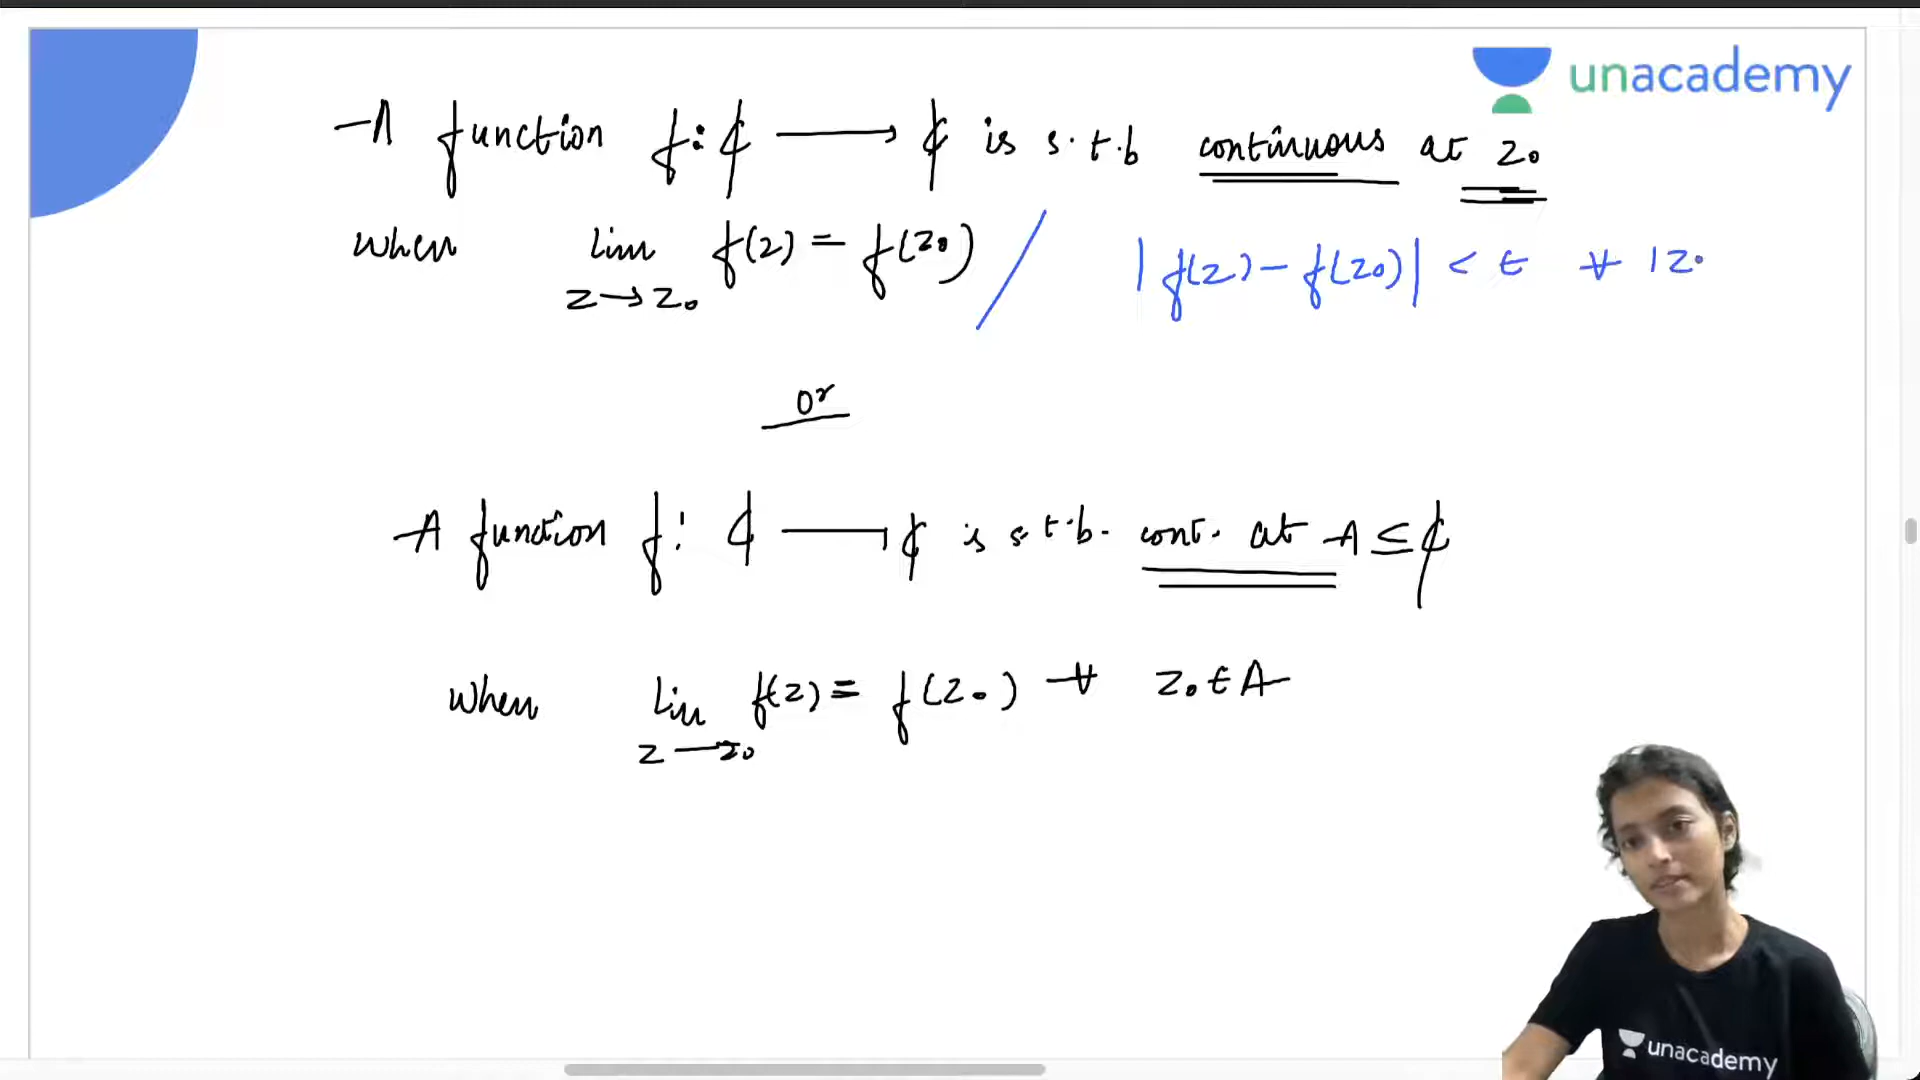 unacademy
A function f: ₵ ⟶ ₵ is s.t.b continuous at z₀
when lim f(z) = f(z₀) / |f(z) - f(z₀)| < ε ∀ |z.
z→z₀
or
A function f: ₵ ⟶ ₵ is s.t.b. cont. at A ⊆ ₵
when Lim f(z) = f(z₀) ∀ z₀ ∈ A
z→z₀
unacademy